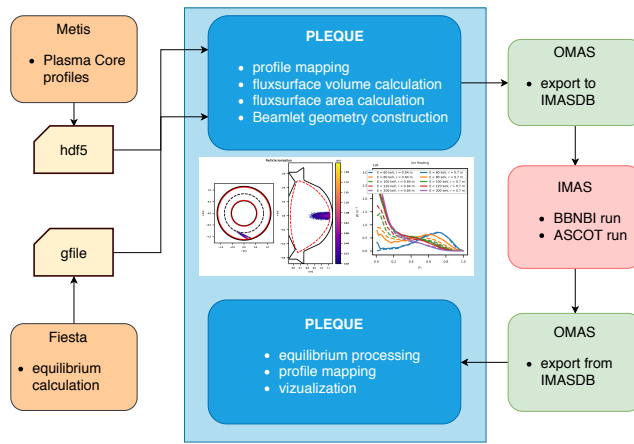 Metis
• Plasma Core
profiles
hdf5
gfile
Fiesta
• equilibrium
calculation
PLEQUE
• profile mapping
• fluxsurface volume calculation
• fluxsurface area calculation
• Beamlet geometry construction
PLEQUE
• equilibrium processing
• profile mapping
• vizualization
OMAS
• export to
IMASDB
IMAS
• BBNBI run
• ASCOT run
OMAS
• export from
IMASDB